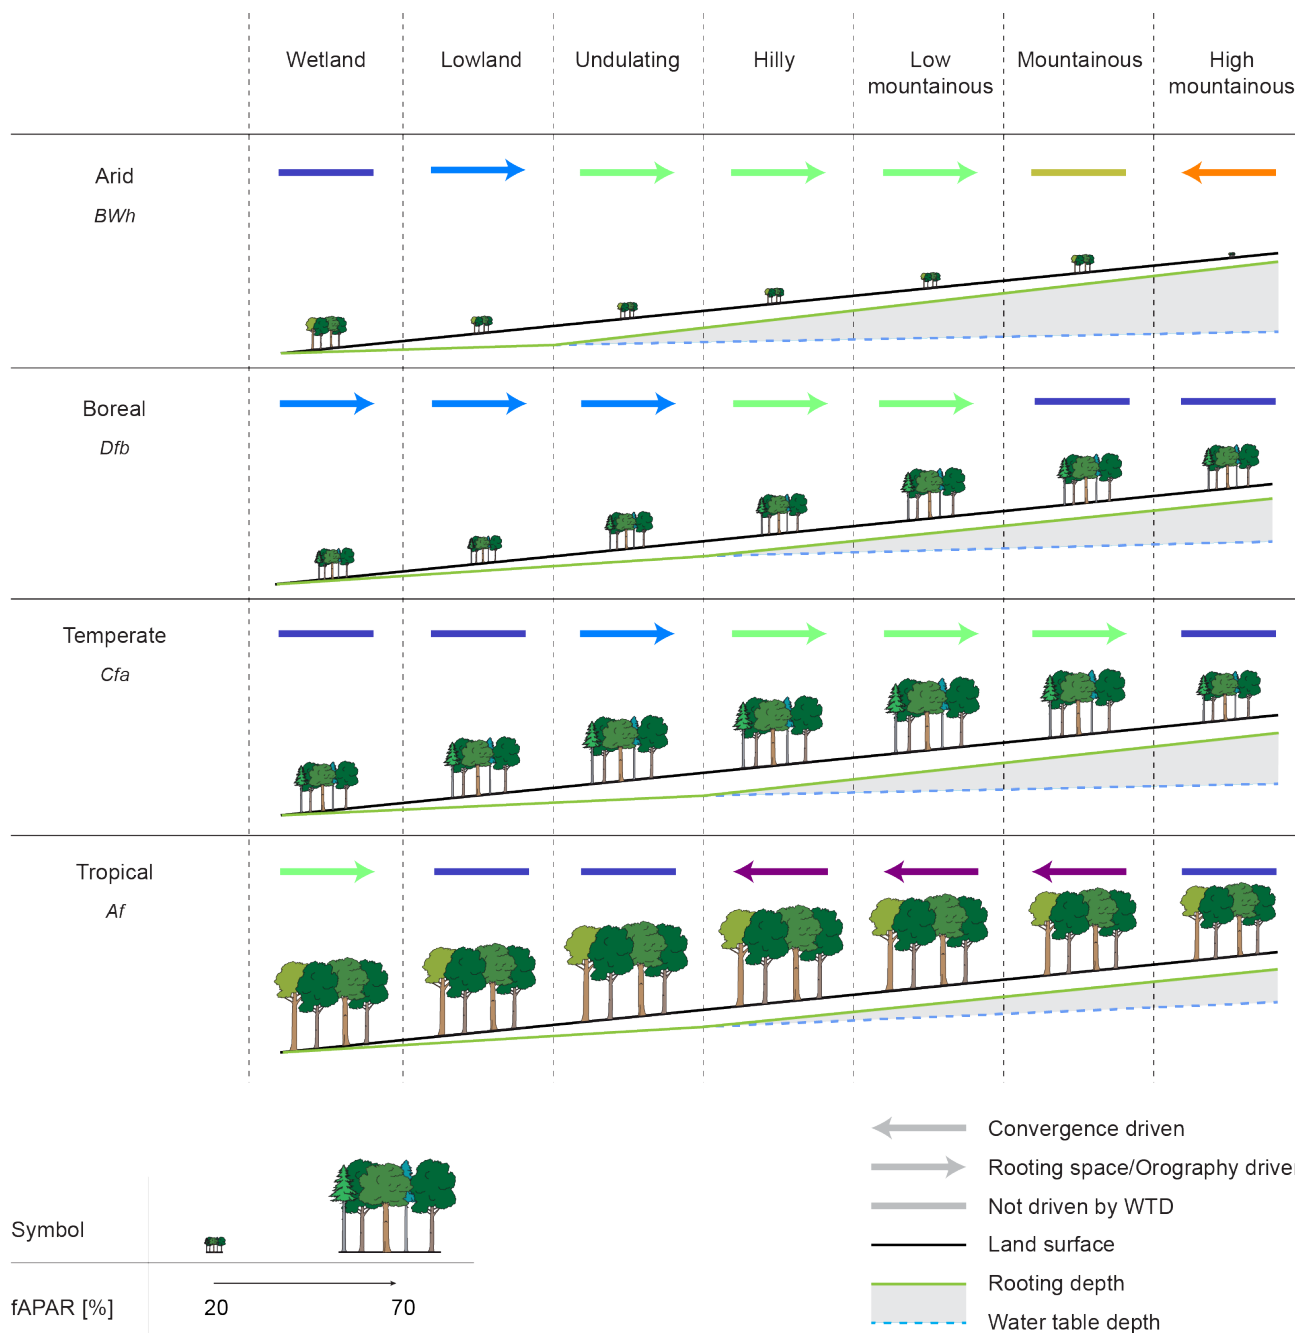 Wetland
Lowland
Undulating
Hilly
Low
mountainous
Mountainous
High
mountainous
Arid
BWh
Boreal
Dfb
Temperate
Cfa
Tropical
Af
Convergence driven
Rooting space/Orography drive
Not driven by WTD
Land surface
Rooting depth
Water table depth
Symbol
fAPAR [%]
20
70